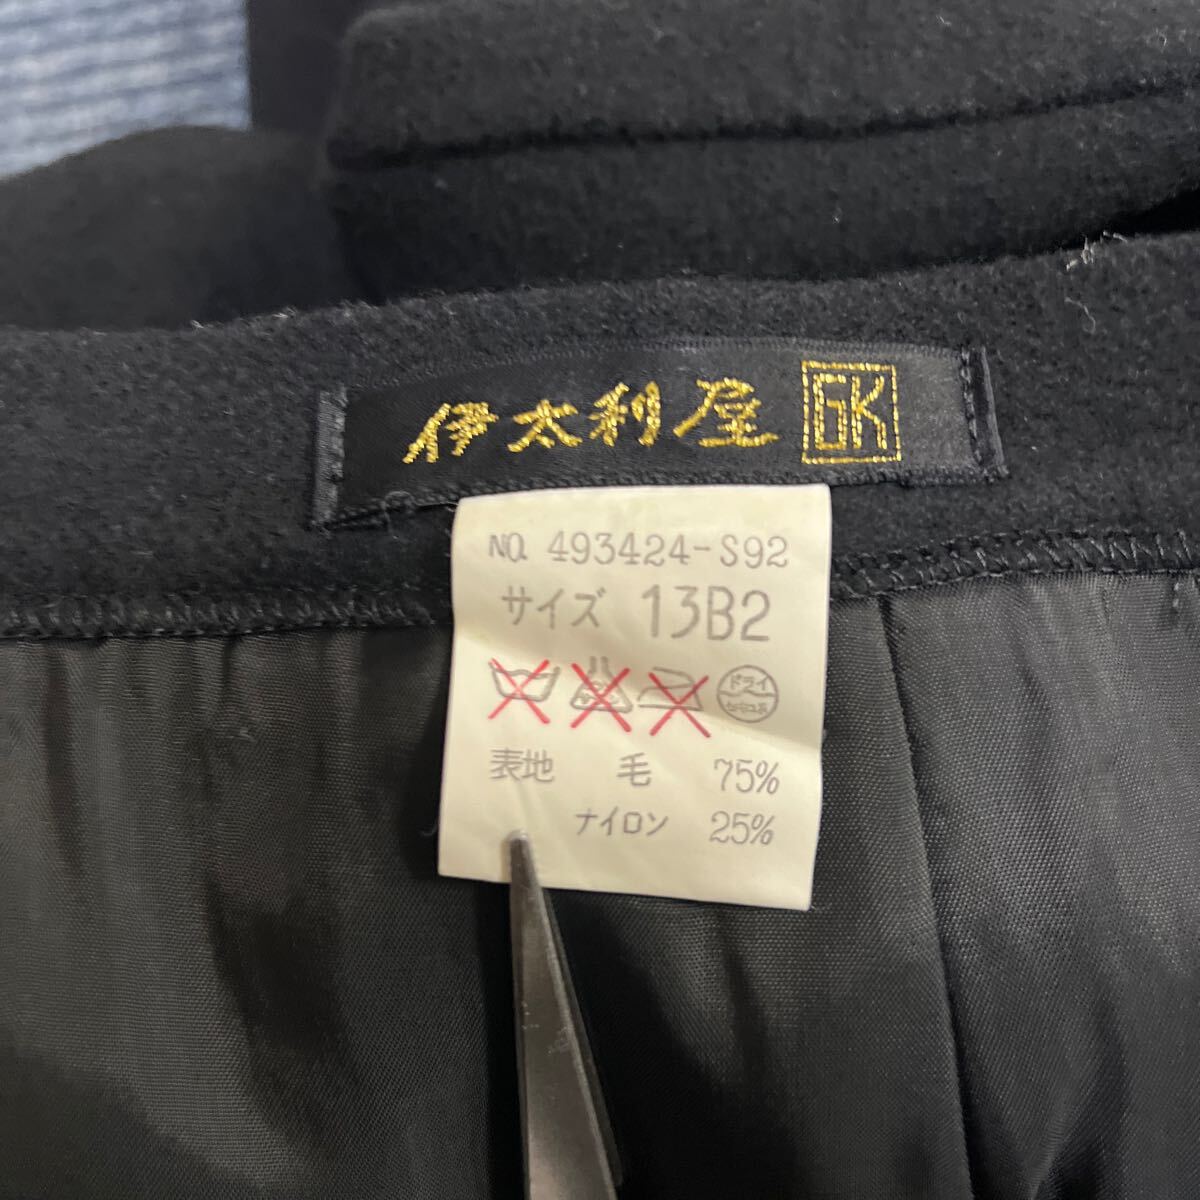 伊太利屋 GK
NO. 493424-S92
サイズ 13B2
ドライ
表地 毛 75%
ナイロン 25%